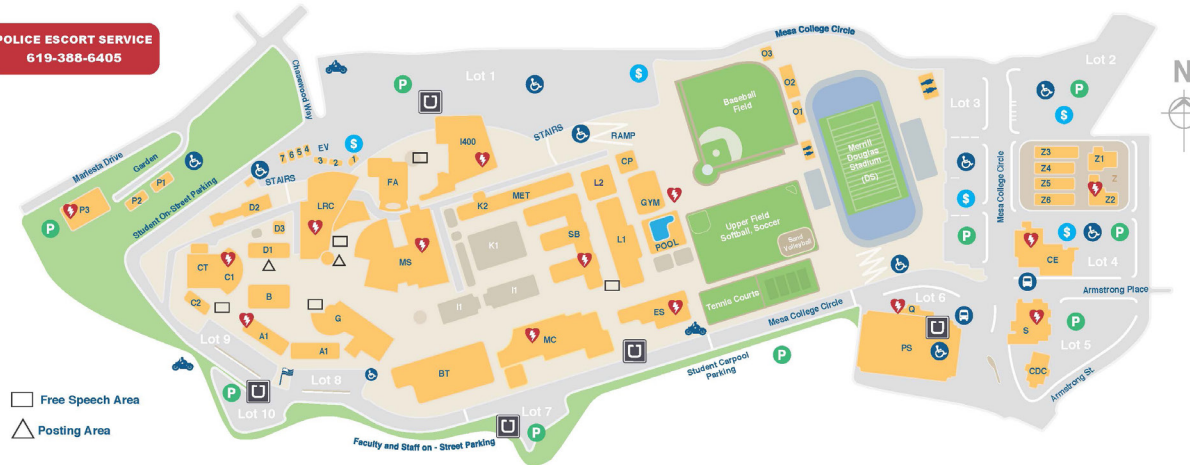 POLICE ESCORT SERVICE
619-388-6405
Mesa College Circle
Lot 1
Lot 2
N
Chasewood Way
O3
O2
O1
Lot 3
Baseball
Field
Merrill
Douglas
Stadium
(DS)
Marlesta Drive
Garden
STAIRS
RAMP
I400
EV
7 6 5 4
3 2 1
STAIRS
FA
CP
L2
GYM
MET
K2
Mesa College Circle
Z3
Z4
Z5
Z6
Z1
Z
Z2
P1
P2
P3
Student On-Street Parking
D2
LRC
D3
D1
MS
K1
SB
L1
POOL
Upper Field
Softball, Soccer
Sand
Volleyball
CE
Lot 4
CT
C1
C2
B
G
I1
I1
Tennis Courts
Mesa College Circle
Armstrong Place
ES
Lot 6
Q
PS
S
Lot 5
CDC
Armstrong St.
A1
A1
MC
BT
Lot 9
Lot 8
Lot 10
Lot 7
Student Carpool
Parking
Faculty and Staff on - Street Parking
Free Speech Area
Posting Area
P
P
P
P
P
P
P
P
P
$
$
$
$
$